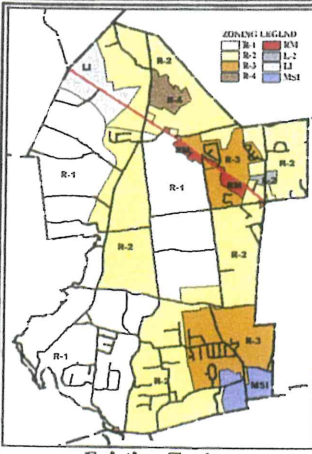 ZONING LEGEND
R-1 RM
R-2 L-2
R-3 LI
R-4 MSI
R-2
LI
R-4
RM
R-3
R-2
R-1
R-1
RM
R-2
R-2
R-3
R-1
R-2
MSI